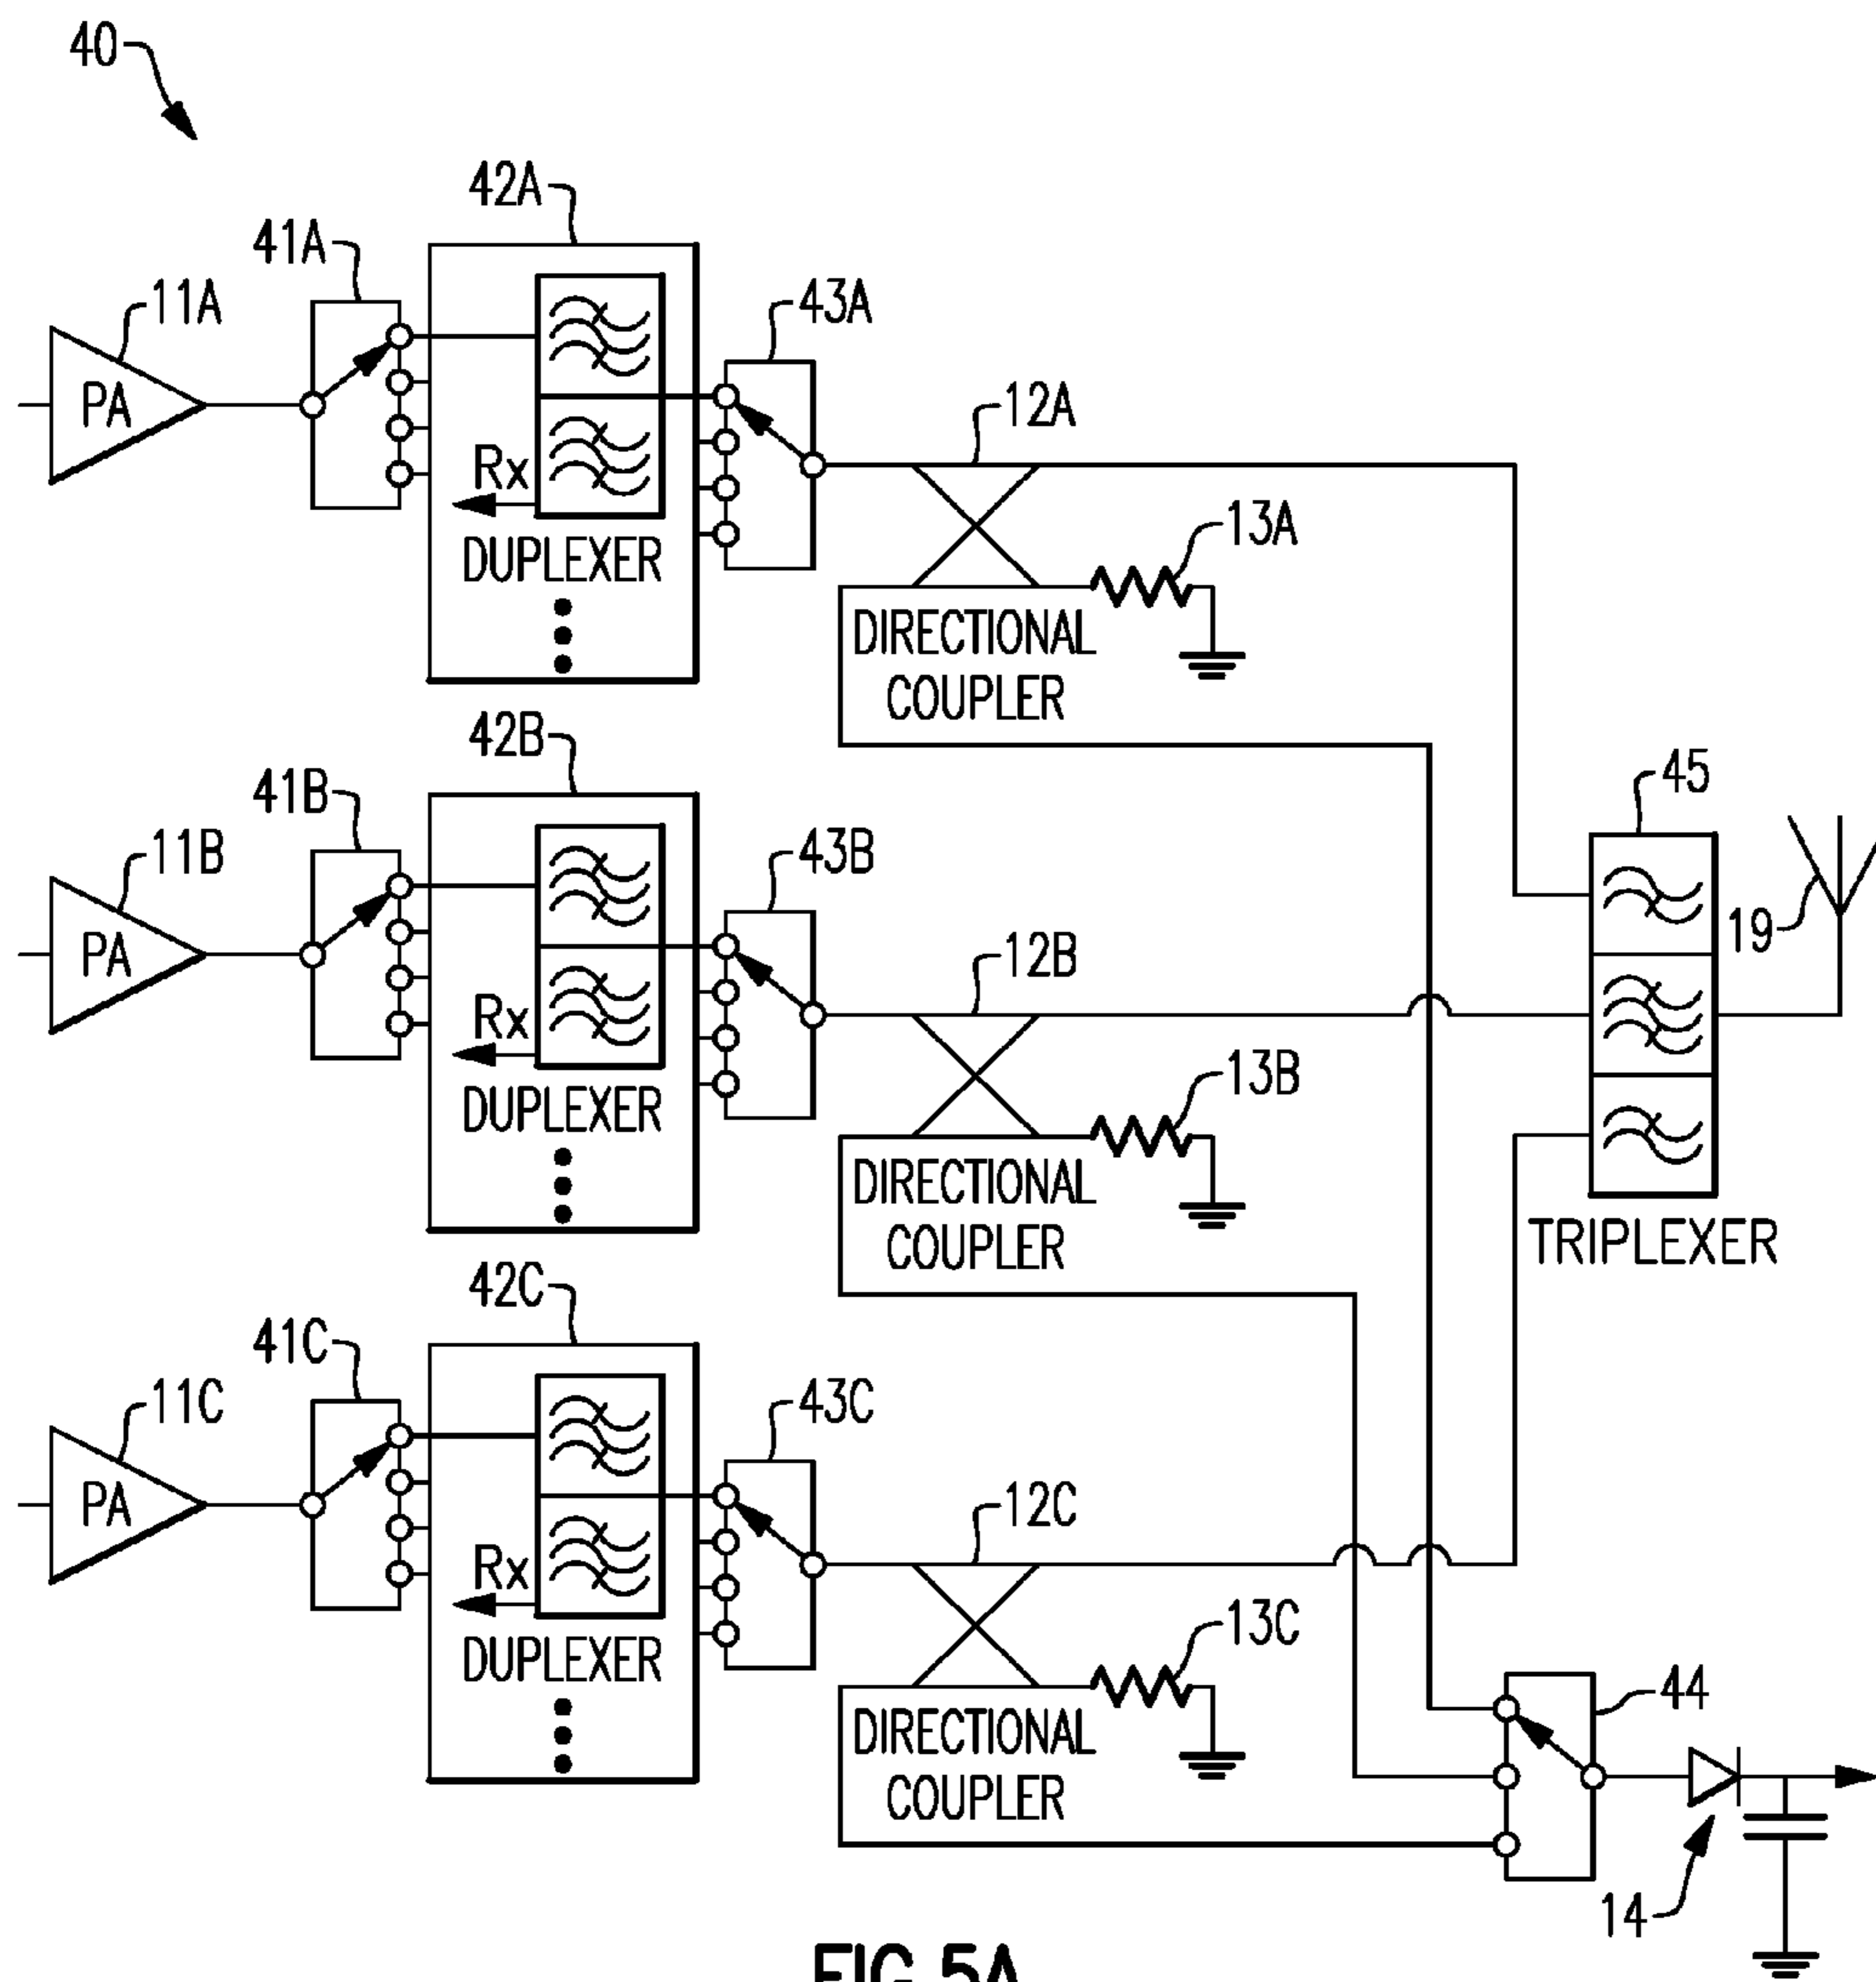 40
42A
41A
11A
43A
PA
12A
Rx
13A
DUPLEXER
DIRECTIONAL
COUPLER
42B
41B
45
11B
43B
PA
12B
19
Rx
13B
DUPLEXER
DIRECTIONAL
COUPLER
TRIPLEXER
42C
41C
11C
43C
PA
12C
Rx
13C
DUPLEXER
44
DIRECTIONAL
COUPLER
14
FIG.5A